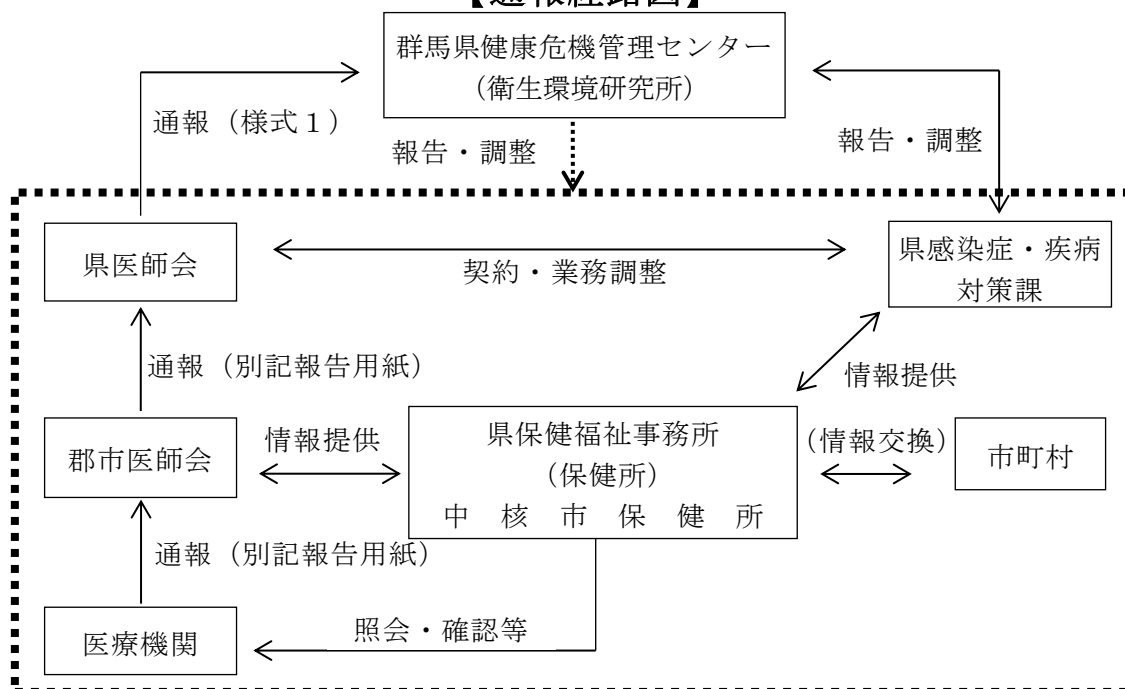 【通報経路図】
群馬県健康危機管理センター
（衛生環境研究所）
通報（様式１）
報告・調整
報告・調整
県医師会
契約・業務調整
県感染症・疾病
対策課
通報（別記報告用紙）
情報提供
郡市医師会
情報提供
県保健福祉事務所
（保健所）
中核市保健所
（情報交換）
市町村
通報（別記報告用紙）
医療機関
照会・確認等